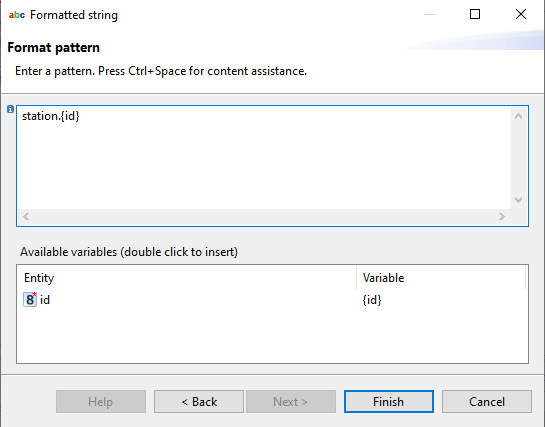 abc Formatted string
Format pattern
Enter a pattern. Press Ctrl+Space for content assistance.
station.{id}
Available variables (double click to insert)
Entity Variable
8 id {id}
Help < Back Next > Finish Cancel